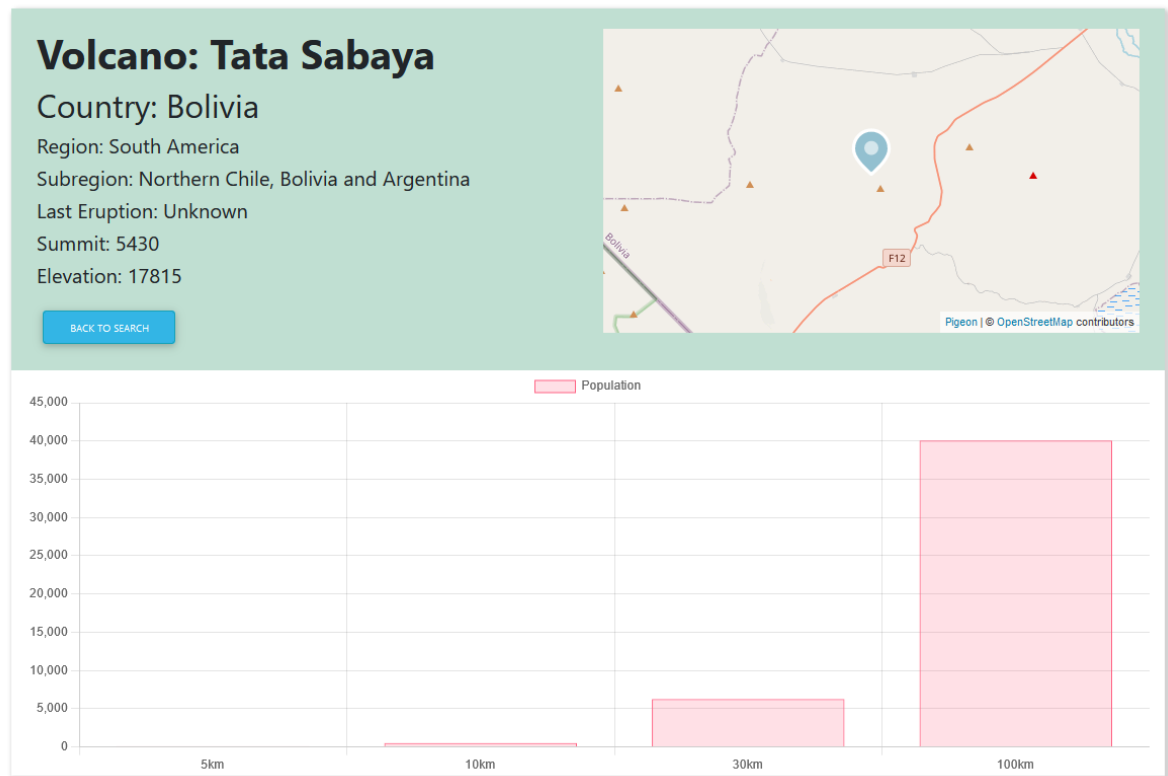 Volcano: Tata Sabaya
Country: Bolivia
Region: South America
Subregion: Northern Chile, Bolivia and Argentina
Last Eruption: Unknown
Summit: 5430
Elevation: 17815
BACK TO SEARCH
Bolivia
F12
Pigeon | © OpenStreetMap contributors
Population
45,000
40,000
35,000
30,000
25,000
20,000
15,000
10,000
5,000
0
5km 10km 30km 100km